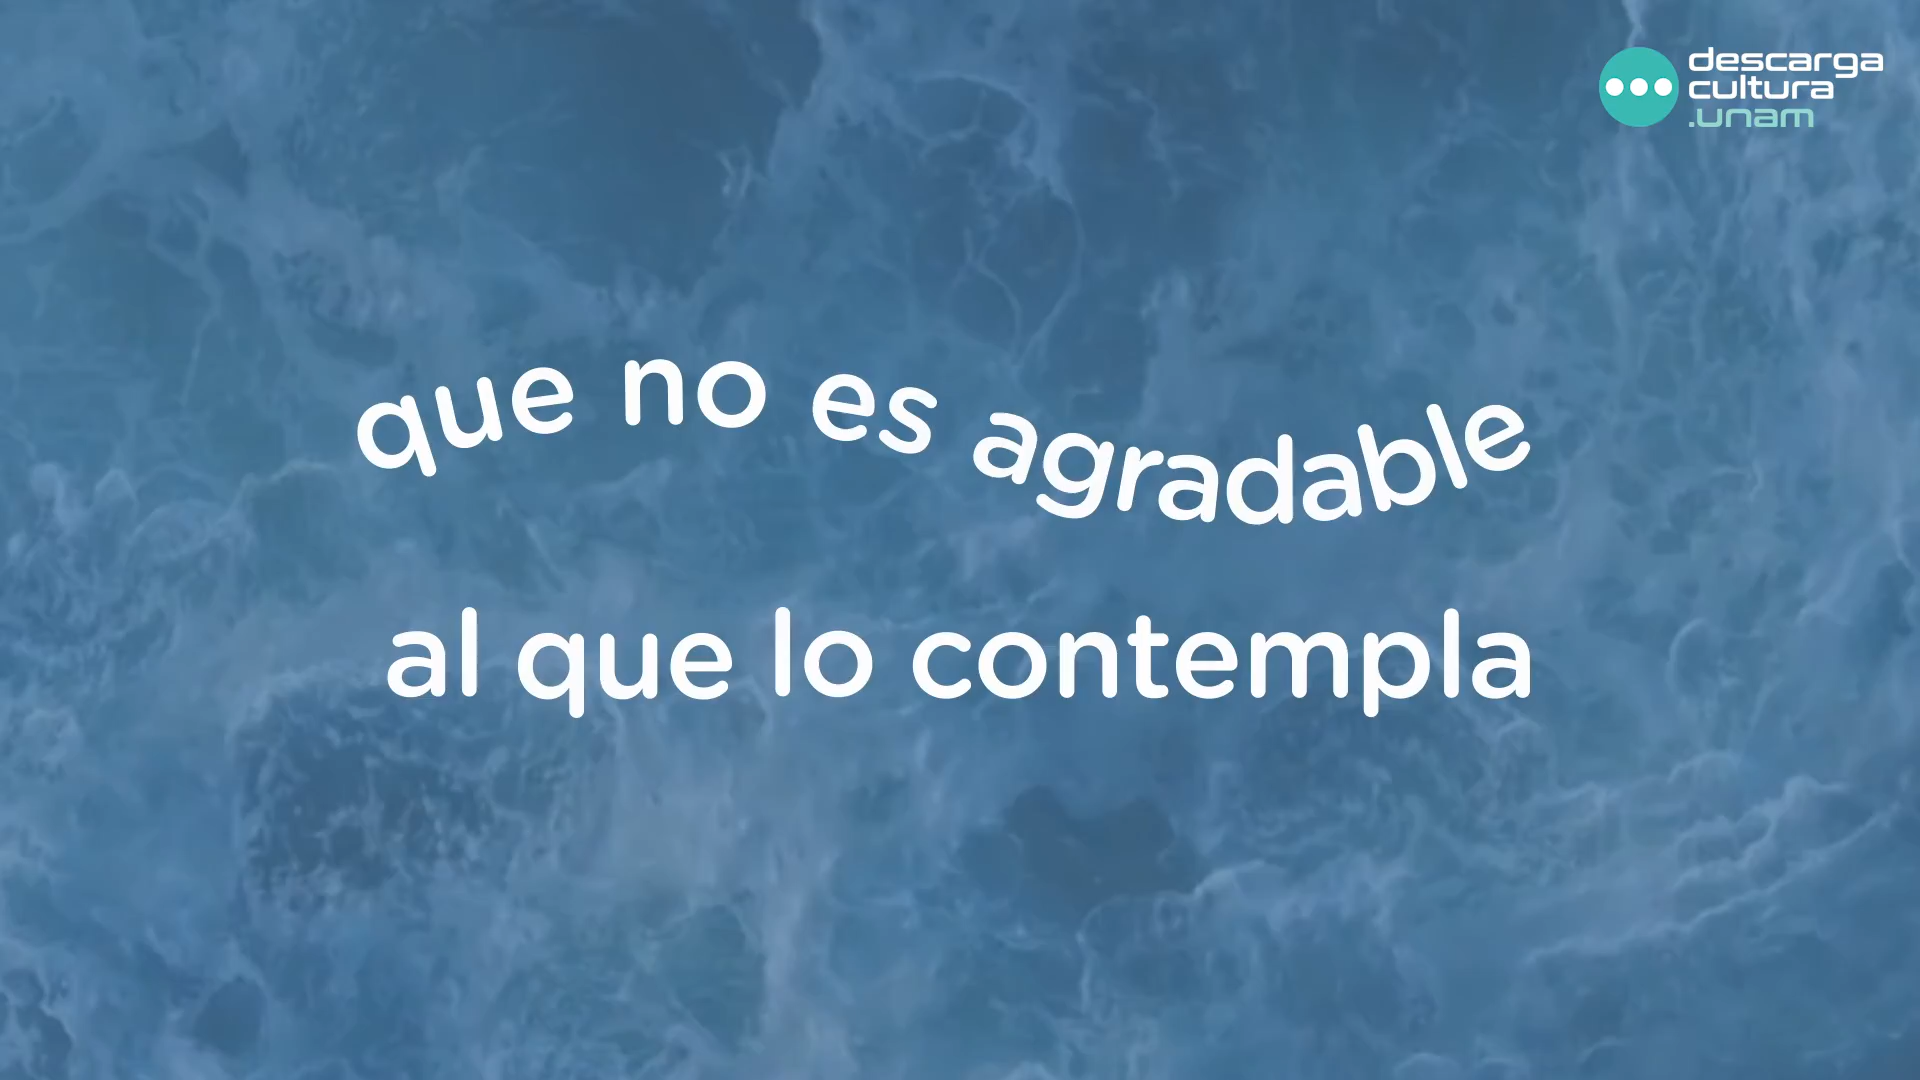 descarga
cultura
.unam
que no es agradable
al que lo contempla